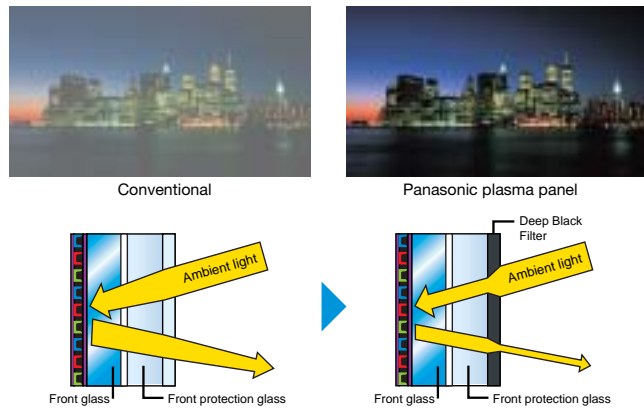 Conventional
Panasonic plasma panel
Deep Black
Filter
Ambient light
Ambient light
Front glass
Front protection glass
Front glass
Front protection glass